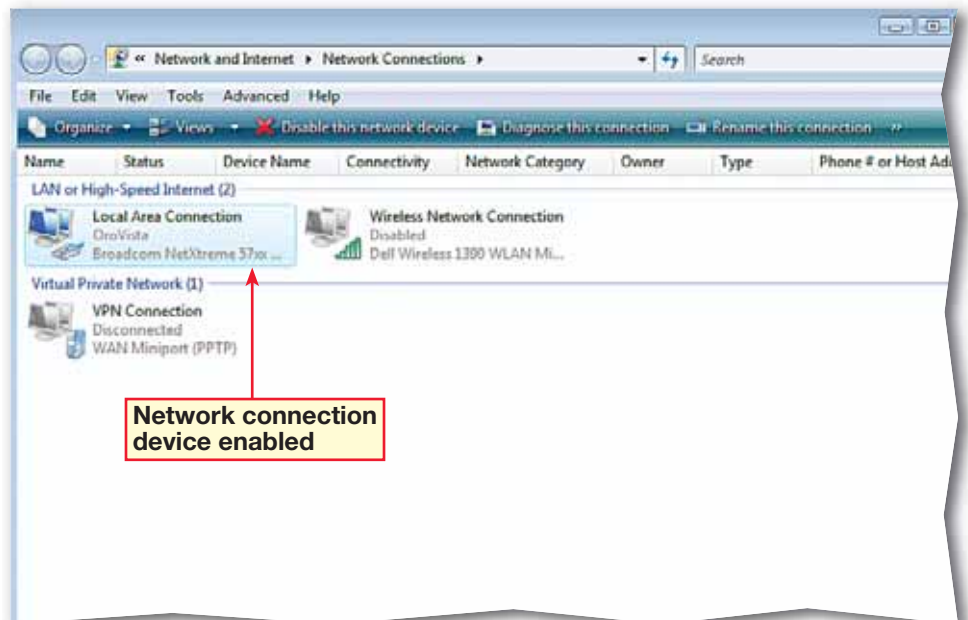 « Network and Internet ▸ Network Connections ▸ Search
File Edit View Tools Advanced Help
Organize Views Disable this network device Diagnose this connection Rename this connection »
Name Status Device Name Connectivity Network Category Owner Type Phone # or Host Ad
LAN or High-Speed Internet (2)
Local Area Connection
OroVista
Broadcom NetXtreme 57xx ...
Wireless Network Connection
Disabled
Dell Wireless 1390 WLAN Mi...
Virtual Private Network (1)
VPN Connection
Disconnected
WAN Miniport (PPTP)
Network connection
device enabled